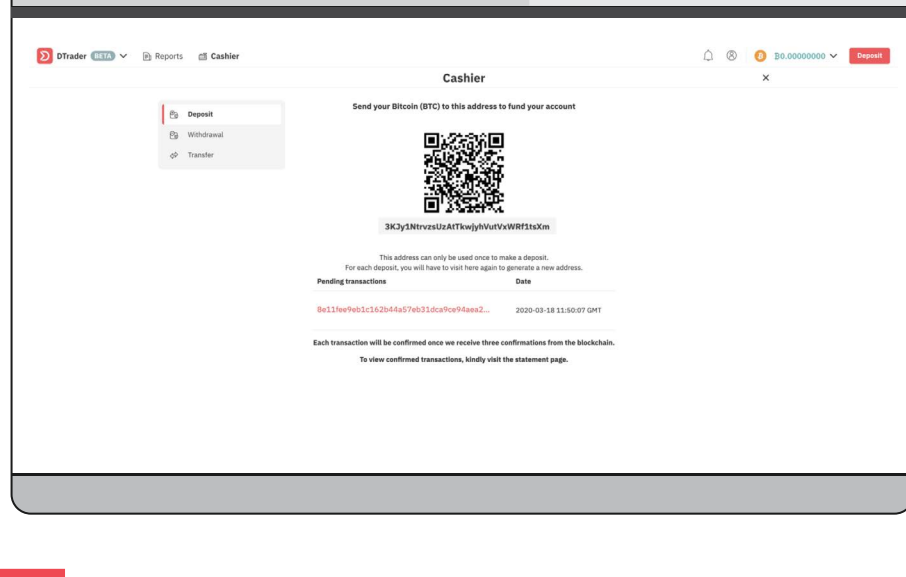 DTrader BETA Reports Cashier ₿0.00000000 Deposit
Cashier
Deposit
Withdrawal
Transfer
Send your Bitcoin (BTC) to this address to fund your account
3KJy1NtrvzsUzAtTkwjyhVutVxWRf1tsXm
This address can only be used once to make a deposit.
For each deposit, you will have to visit here again to generate a new address.
Pending transactions Date
8e11fee9eb1c162b44a57eb31dca9ce94aea2... 2020-03-18 11:50:07 GMT
Each transaction will be confirmed once we receive three confirmations from the blockchain.
To view confirmed transactions, kindly visit the statement page.